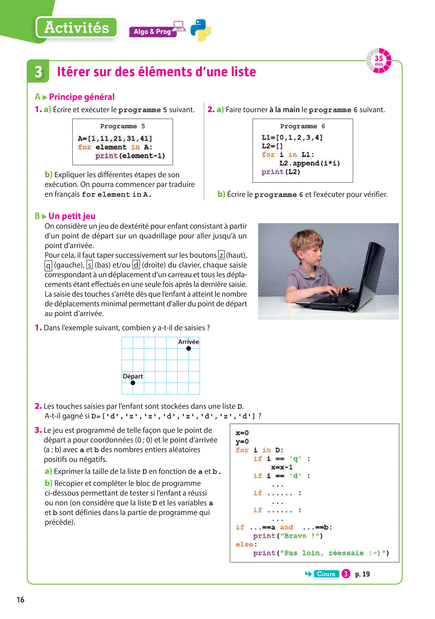 Activités
Algo & Prog
35
min
3 Itérer sur des éléments d'une liste
A ▶ Principe général
1. a) Écrire et exécuter le programme 5 suivant.
Programme 5
A=[1,11,21,31,41]
for element in A:
print(element-1)
b) Expliquer les différentes étapes de son
exécution. On pourra commencer par traduire
en français for element in A.
2. a) Faire tourner à la main le programme 6 suivant.
Programme 6
L1=[0,1,2,3,4]
L2=[]
for i in L1:
L2.append(i*i)
print(L2)
b) Écrire le programme 6 et l'exécuter pour vérifier.
B ▶ Un petit jeu
On considère un jeu de dextérité pour enfant consistant à partir
d'un point de départ sur un quadrillage pour aller jusqu'à un
point d'arrivée.
Pour cela, il faut taper successivement sur les boutons z (haut),
q (gauche), s (bas) et/ou d (droite) du clavier, chaque saisie
correspondant à un déplacement d'un carreau et tous les dépla-
cements étant effectués en une seule fois après la dernière saisie.
La saisie des touches s'arrête dès que l'enfant a atteint le nombre
de déplacements minimal permettant d'aller du point de départ
au point d'arrivée.
1. Dans l'exemple suivant, combien y a-t-il de saisies ?
Arrivée
Départ
2. Les touches saisies par l'enfant sont stockées dans une liste D.
A-t-il gagné si D=['d','z','z','d','z','d','z','d'] ?
3. Le jeu est programmé de telle façon que le point de
départ a pour coordonnées (0 ; 0) et le point d'arrivée
(a ; b) avec a et b des nombres entiers aléatoires
positifs ou négatifs.
a) Exprimer la taille de la liste D en fonction de a et b.
b) Recopier et compléter le bloc de programme
ci-dessous permettant de tester si l'enfant a réussi
ou non (on considère que la liste D et les variables a
et b sont définies dans la partie de programme qui
précède).
x=0
y=0
for i in D:
if i == 'q' :
x=x-1
if i == 'd' :
...
if ...... :
...
if ...... :
...
if ...==a and ...==b:
print("Bravo !")
else:
print("Pas loin, réessaie :-)")
Cours 3 p. 19
16